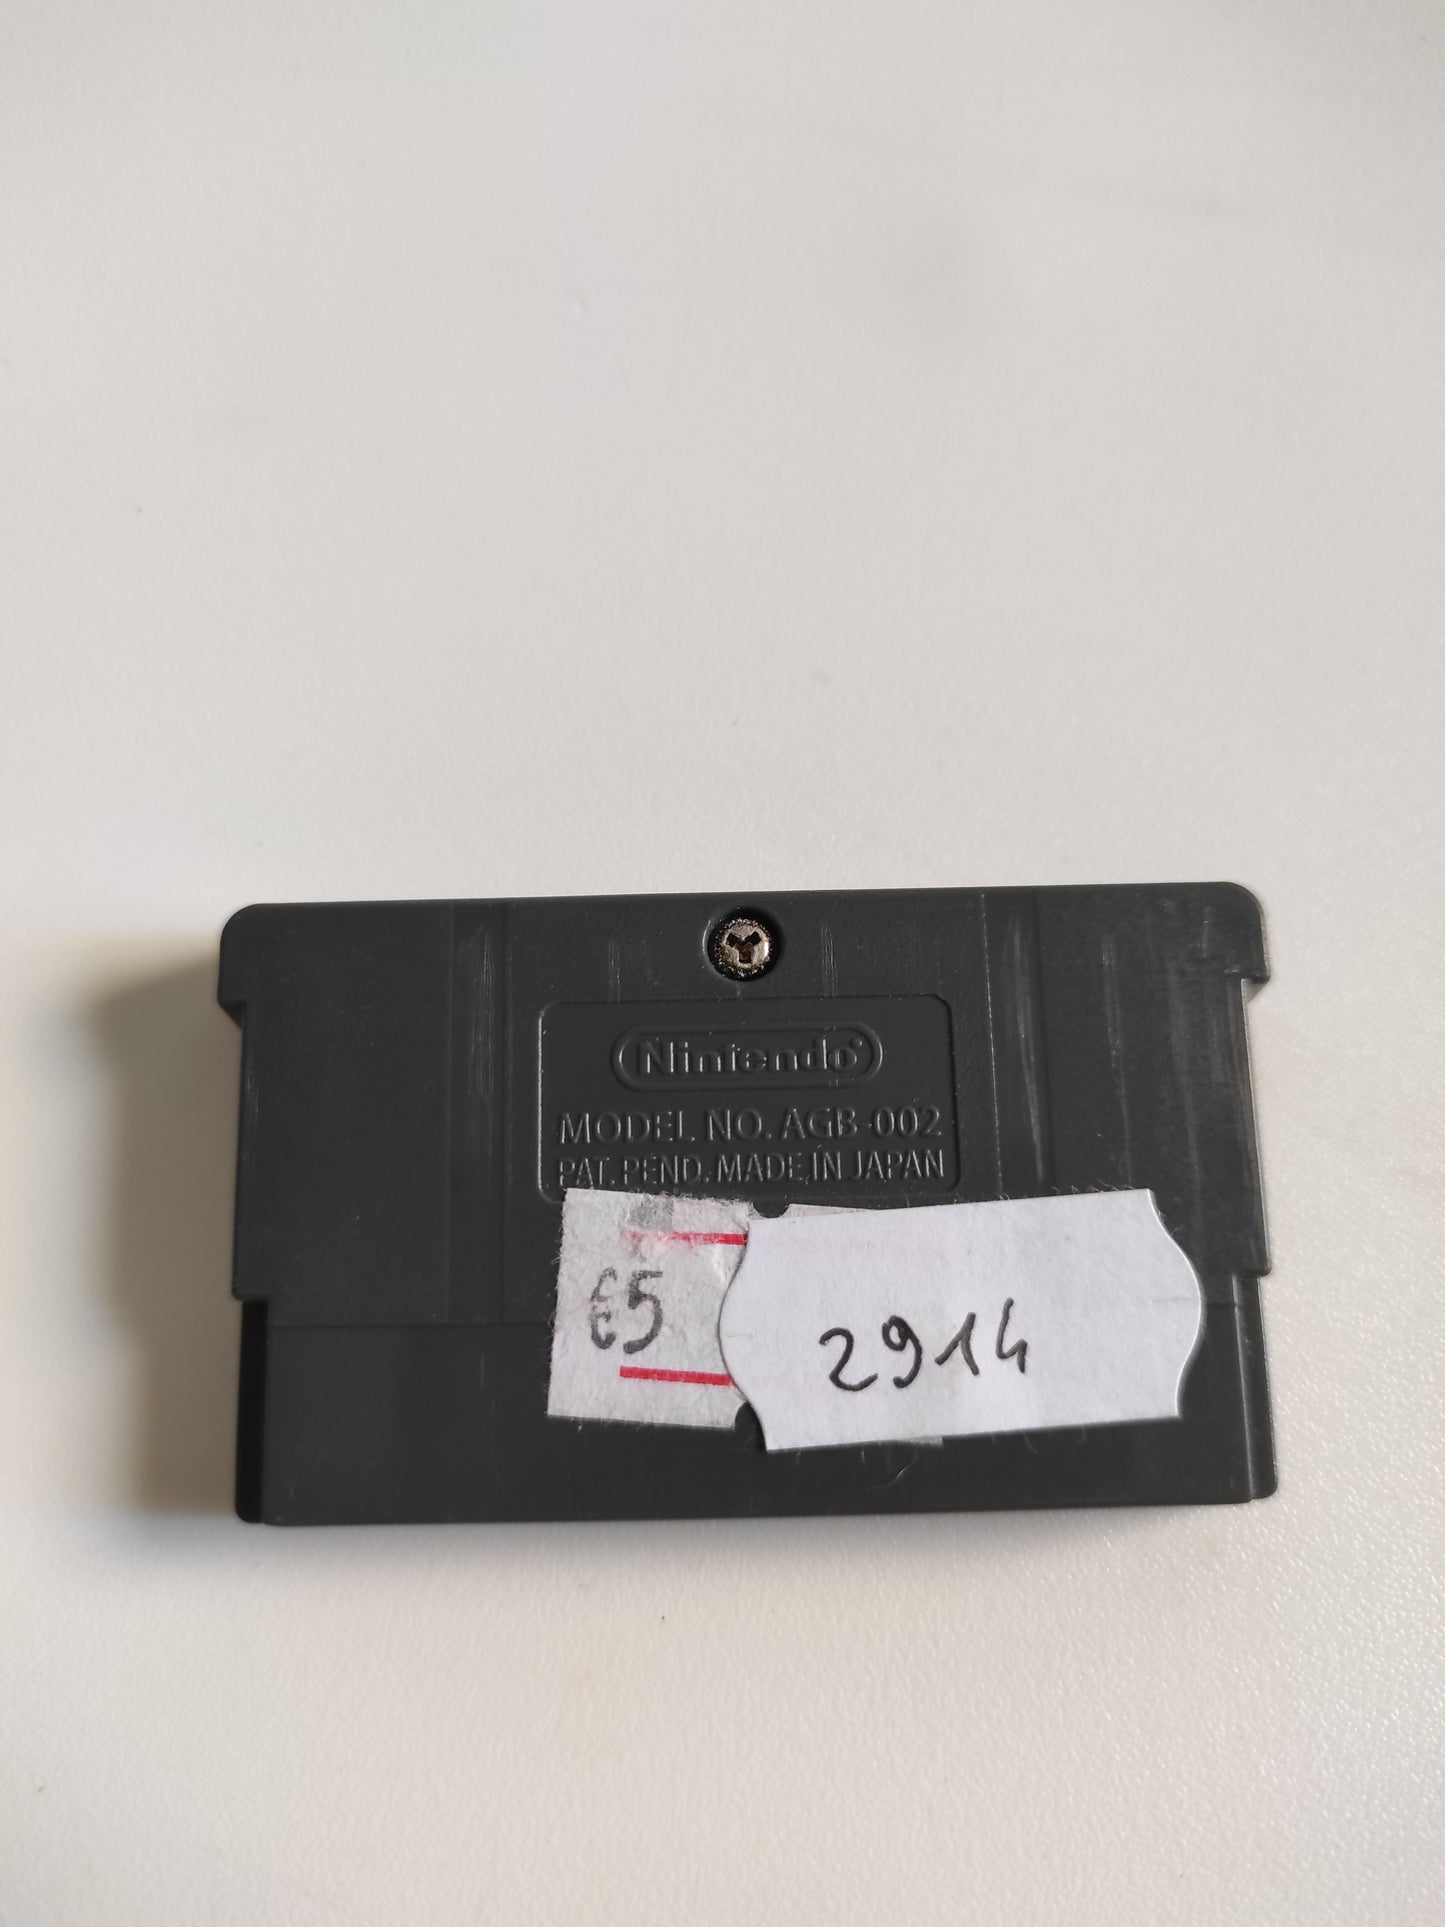 Nintendo®
MODEL NO. AGB-002
PAT. PEND. MADE IN JAPAN
€5
2914